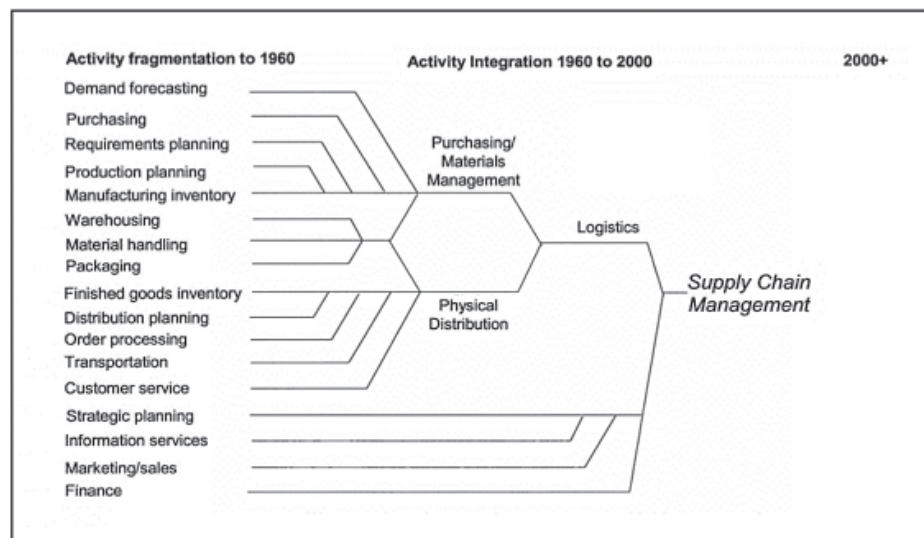 Activity fragmentation to 1960
Activity Integration 1960 to 2000
2000+
Demand forecasting
Purchasing
Requirements planning
Production planning
Manufacturing inventory
Warehousing
Material handling
Packaging
Finished goods inventory
Distribution planning
Order processing
Transportation
Customer service
Strategic planning
Information services
Marketing/sales
Finance
Purchasing/
Materials
Management
Physical
Distribution
Logistics
Supply Chain
Management